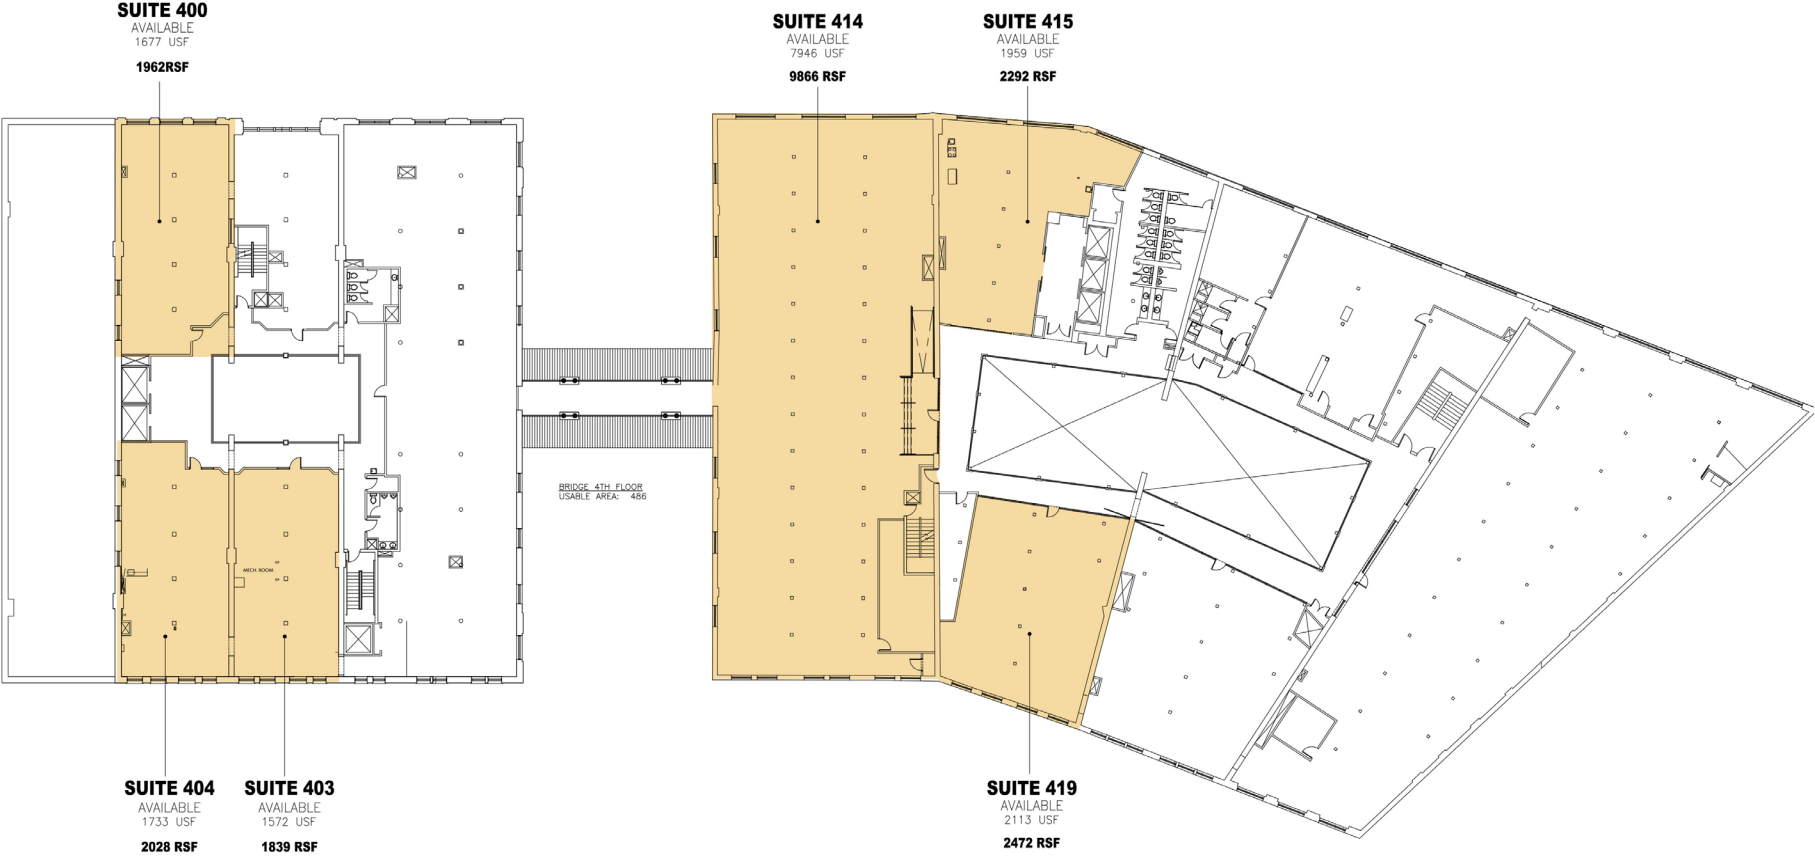 SUITE 400
AVAILABLE
1677 USF
1962RSF
SUITE 414
AVAILABLE
7946 USF
9866 RSF
SUITE 415
AVAILABLE
1959 USF
2292 RSF
BRIDGE 4TH FLOOR
USABLE AREA: 486
MECH. ROOM
SUITE 404
AVAILABLE
1733 USF
2028 RSF
SUITE 403
AVAILABLE
1572 USF
1839 RSF
SUITE 419
AVAILABLE
2113 USF
2472 RSF